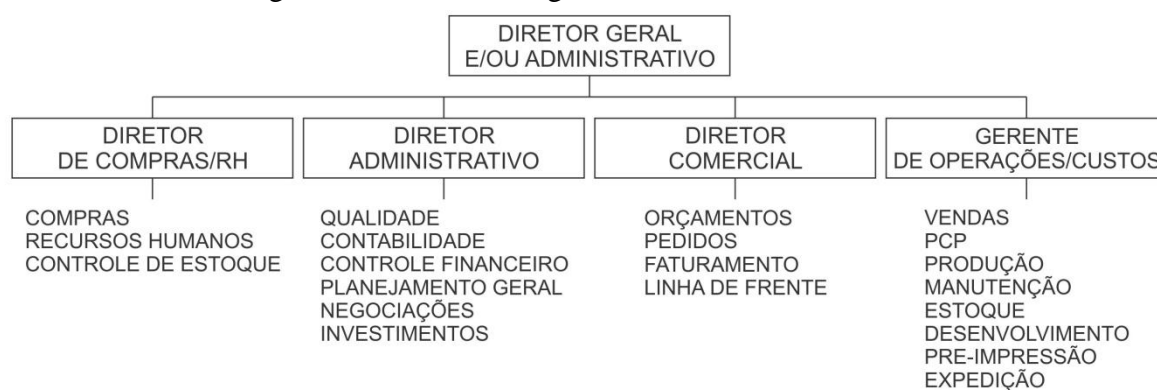 DIRETOR GERAL
E/OU ADMINISTRATIVO
DIRETOR
DE COMPRAS/RH
COMPRAS
RECURSOS HUMANOS
CONTROLE DE ESTOQUE
DIRETOR
ADMINISTRATIVO
QUALIDADE
CONTABILIDADE
CONTROLE FINANCEIRO
PLANEJAMENTO GERAL
NEGOCIAÇÕES
INVESTIMENTOS
DIRETOR
COMERCIAL
ORÇAMENTOS
PEDIDOS
FATURAMENTO
LINHA DE FRENTE
GERENTE
DE OPERAÇÕES/CUSTOS
VENDAS
PCP
PRODUÇÃO
MANUTENÇÃO
ESTOQUE
DESENVOLVIMENTO
PRE-IMPRESSÃO
EXPEDIÇÃO